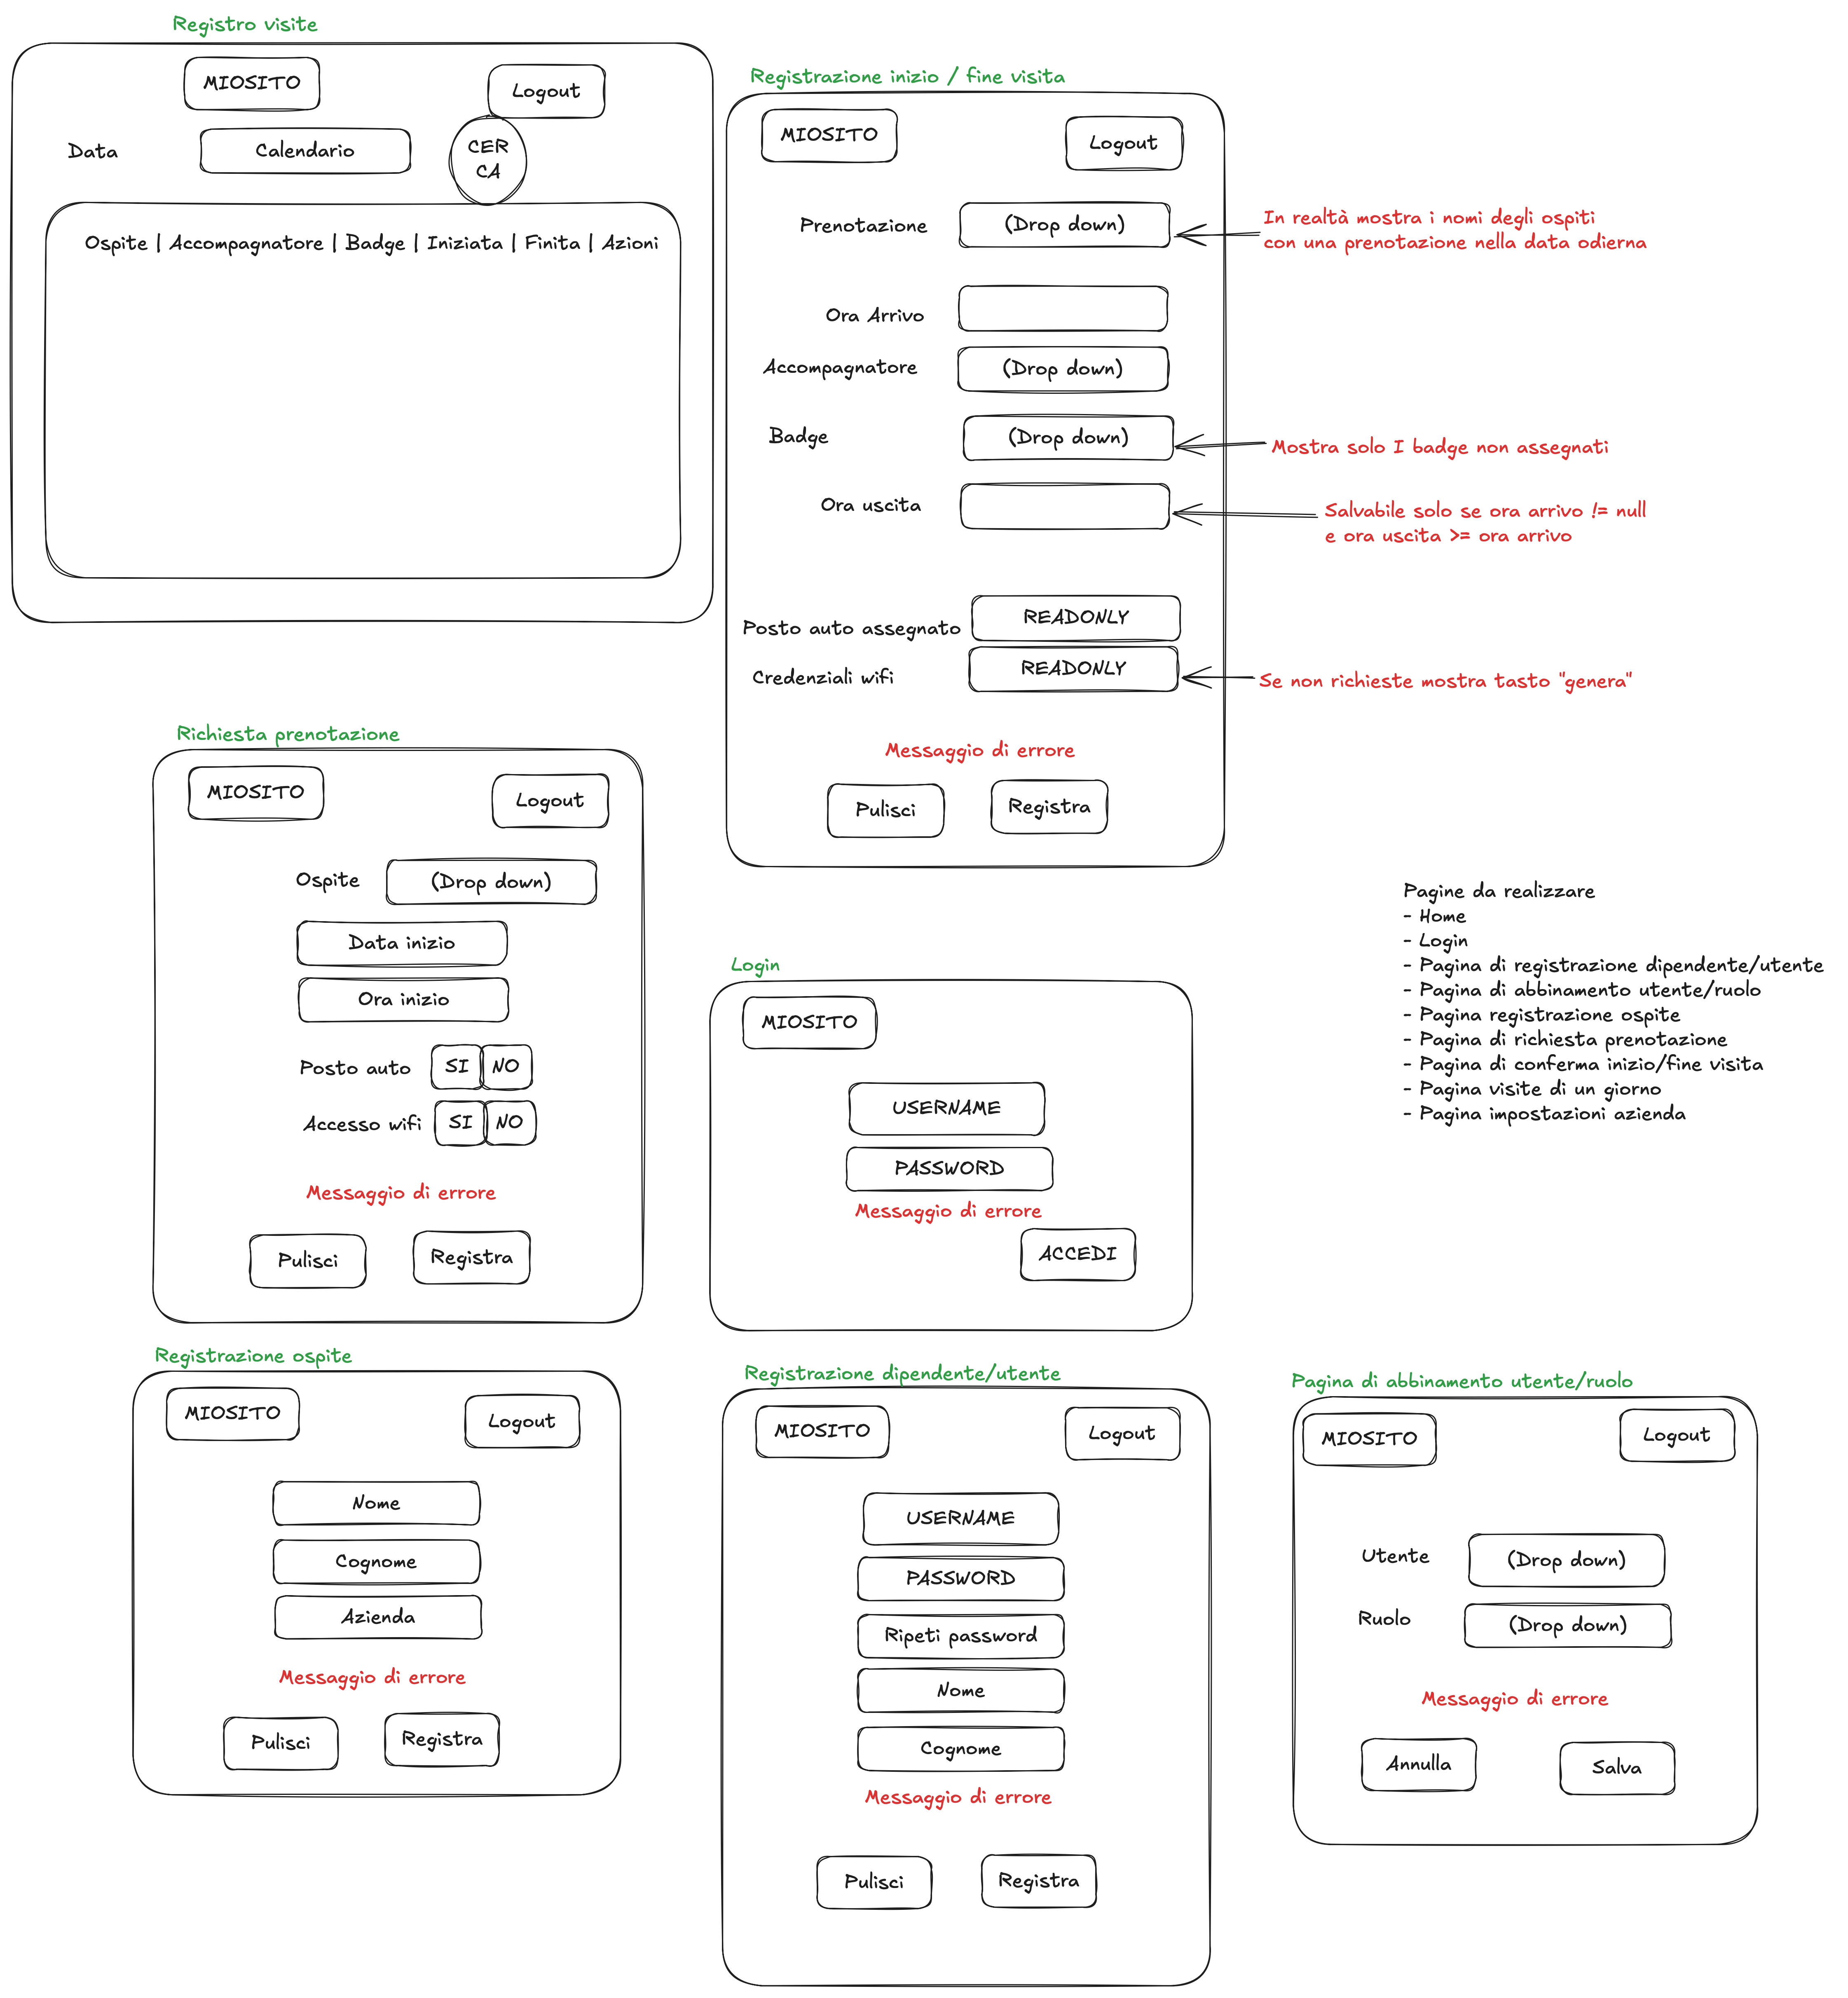 Registro visite
MIOSITO
Logout
Data
Calendario
CER
CA
Ospite | Accompagnatore | Badge | Iniziata | Finita | Azioni
Registrazione inizio / fine visita
MIOSITO
Logout
Prenotazione
(Drop down)
In realtà mostra i nomi degli ospiti
con una prenotazione nella data odierna
Ora Arrivo
Accompagnatore
(Drop down)
Badge
(Drop down)
Mostra solo I badge non assegnati
Ora uscita
Salvabile solo se ora arrivo != null
e ora uscita >= ora arrivo
Posto auto assegnato
READONLY
Credenziali wifi
READONLY
Se non richieste mostra tasto "genera"
Messaggio di errore
Pulisci
Registra
Richiesta prenotazione
MIOSITO
Logout
Ospite
(Drop down)
Data inizio
Ora inizio
Posto auto
SI
NO
Accesso wifi
SI
NO
Messaggio di errore
Pulisci
Registra
Login
MIOSITO
USERNAME
PASSWORD
Messaggio di errore
ACCEDI
Pagine da realizzare
- Home
- Login
- Pagina di registrazione dipendente/utente
- Pagina di abbinamento utente/ruolo
- Pagina registrazione ospite
- Pagina di richiesta prenotazione
- Pagina di conferma inizio/fine visita
- Pagina visite di un giorno
- Pagina impostazioni azienda
Registrazione ospite
MIOSITO
Logout
Nome
Cognome
Azienda
Messaggio di errore
Pulisci
Registra
Registrazione dipendente/utente
MIOSITO
Logout
USERNAME
PASSWORD
Ripeti password
Nome
Cognome
Messaggio di errore
Pulisci
Registra
Pagina di abbinamento utente/ruolo
MIOSITO
Logout
Utente
(Drop down)
Ruolo
(Drop down)
Messaggio di errore
Annulla
Salva